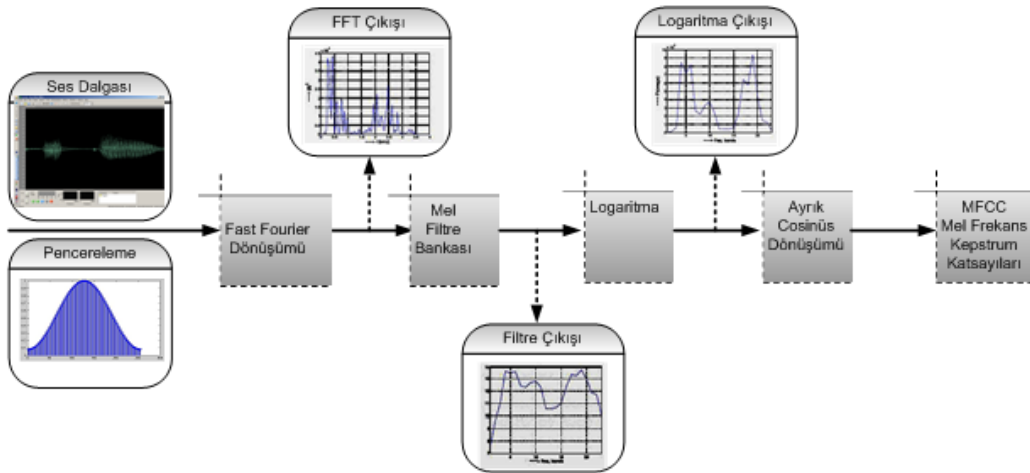 Ses Dalgası
Pencereleme
FFT Çıkışı
Fast Fourier
Dönüşümü
Mel
Filtre
Bankası
Filtre Çıkışı
Logaritma
Logaritma Çıkışı
Ayrık
Cosinüs
Dönüşümü
MFCC
Mel Frekans
Kepstrum
Katsayıları